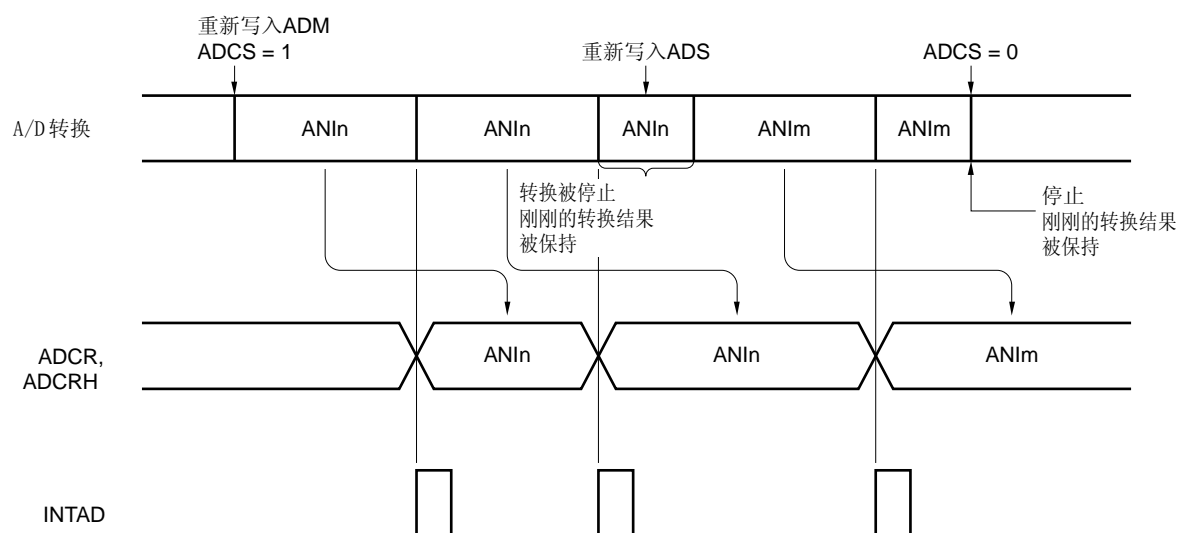 重新写入ADM
ADCS = 1
重新写入ADS
ADCS = 0
A/D 转换
ANIn
ANIn
ANIn
ANIm
ANIm
转换被停止
刚刚的转换结果
被保持
停止
刚刚的转换结果
被保持
ADCR,
ADCRH
ANIn
ANIn
ANIm
INTAD